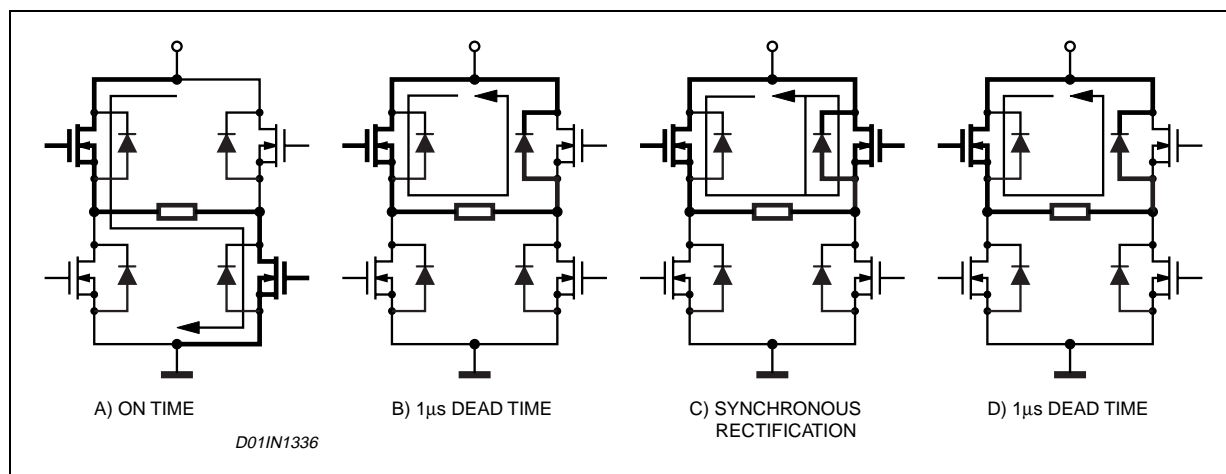 A) ON TIME
B) 1μs DEAD TIME
C) SYNCHRONOUS
RECTIFICATION
D) 1μs DEAD TIME
D01IN1336